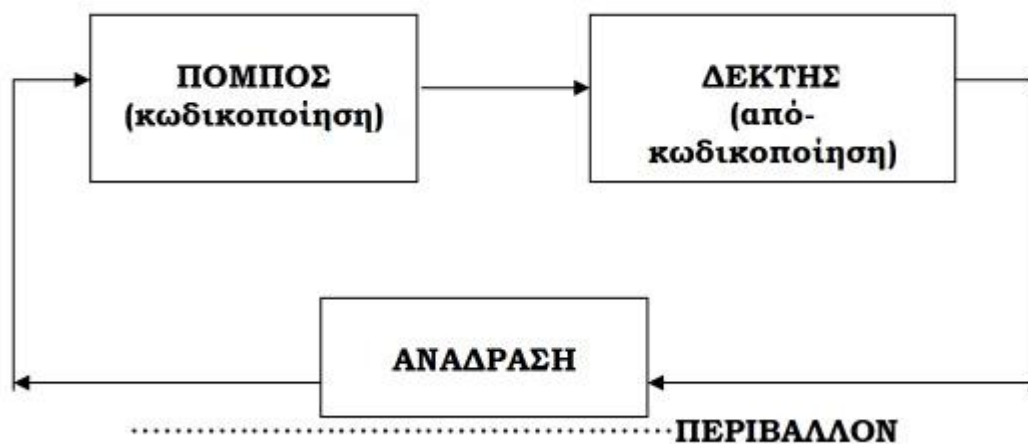 ΠΟΜΠΟΣ
(κωδικοποίηση)
ΔΕΚΤΗΣ
(από-
κωδικοποίηση)
ΑΝΑΔΡΑΣΗ
ΠΕΡΙΒΑΛΛΟΝ